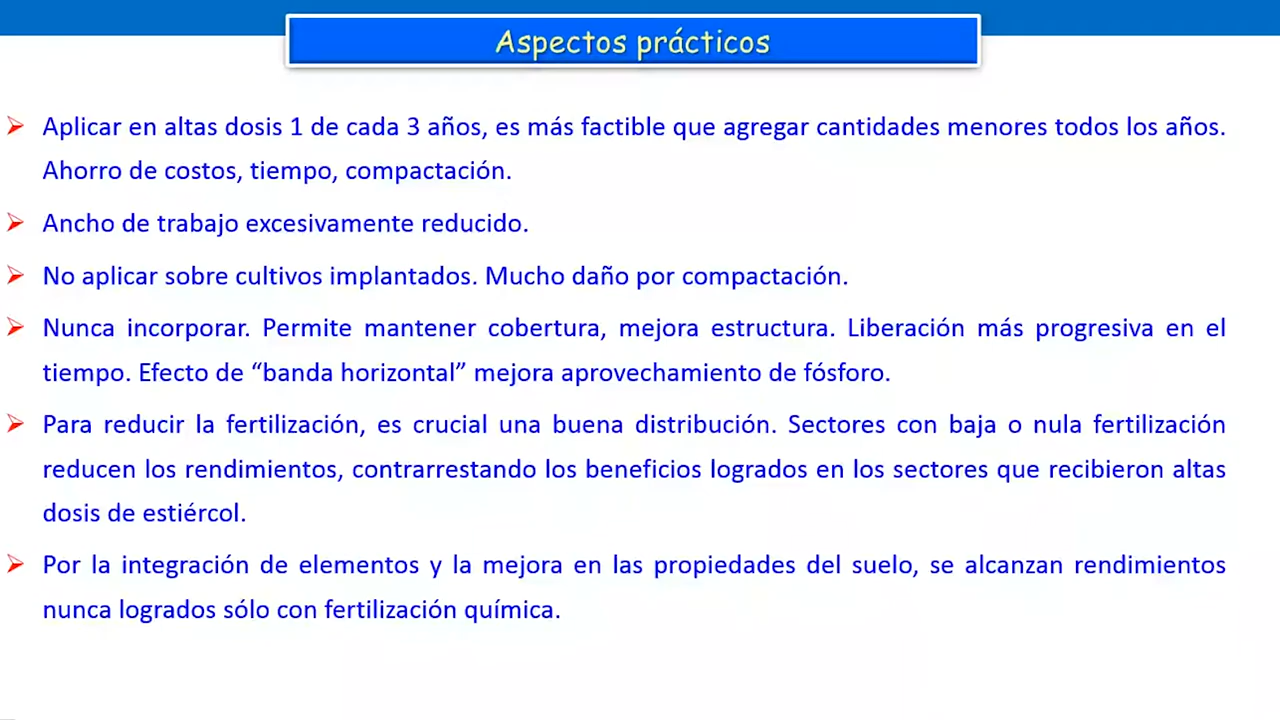 Aspectos prácticos
Aplicar en altas dosis 1 de cada 3 años, es más factible que agregar cantidades menores todos los años.
Ahorro de costos, tiempo, compactación.
Ancho de trabajo excesivamente reducido.
No aplicar sobre cultivos implantados. Mucho daño por compactación.
Nunca incorporar. Permite mantener cobertura, mejora estructura. Liberación más progresiva en el
tiempo. Efecto de “banda horizontal” mejora aprovechamiento de fósforo.
Para reducir la fertilización, es crucial una buena distribución. Sectores con baja o nula fertilización
reducen los rendimientos, contrarrestando los beneficios logrados en los sectores que recibieron altas
dosis de estiércol.
Por la integración de elementos y la mejora en las propiedades del suelo, se alcanzan rendimientos
nunca logrados sólo con fertilización química.